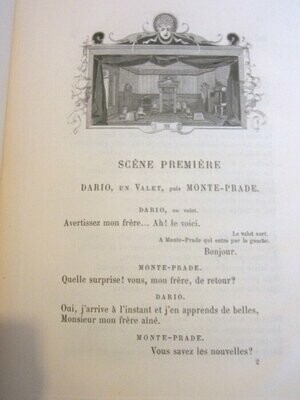 SCÈNE PREMIÈRE
DARIO, UN VALET, puis MONTE-PRADE.
DARIO, au valet.
Avertissez mon frère... Ah! le voici.
Le valet sort.
A Monte-Prade qui entre par la gauche.
Bonjour.
MONTE-PRADE.
Quelle surprise! vous, mon frère, de retour?
DARIO.
Oui, j'arrive à l'instant et j'en apprends de belles,
Monsieur mon frère aîné.
MONTE-PRADE.
Vous savez les nouvelles?
2